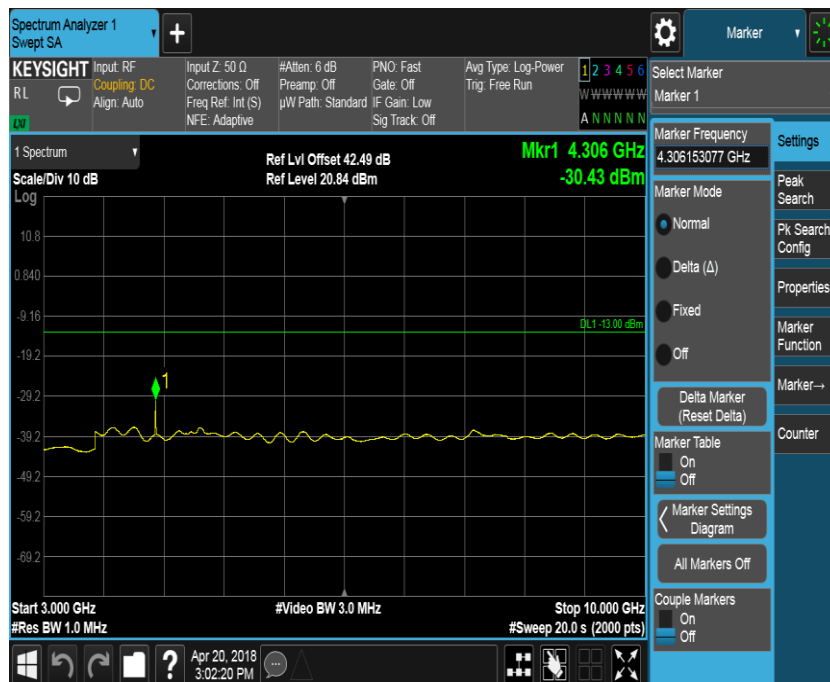 Spectrum Analyzer 1
Swept SA
+
Marker
KEYSIGHT
RL
LXI
Input: RF
Coupling: DC
Align: Auto
Input Z: 50 Ω
Corrections: Off
Freq Ref: Int (S)
NFE: Adaptive
#Atten: 6 dB
Preamp: Off
µW Path: Standard
PNO: Fast
Gate: Off
IF Gain: Low
Sig Track: Off
Avg Type: Log-Power
Trig: Free Run
1 2 3 4 5 6
W W W W W W
A N N N N N
Select Marker
Marker 1
1 Spectrum
Scale/Div 10 dB
Ref Lvl Offset 42.49 dB
Ref Level 20.84 dBm
Mkr1 4.306 GHz
-30.43 dBm
Log
10.8
0.840
-9.16
-19.2
-29.2
-39.2
-49.2
-59.2
-69.2
DL1 -13.00 dBm
1
Start 3.000 GHz
#Res BW 1.0 MHz
#Video BW 3.0 MHz
Stop 10.000 GHz
#Sweep 20.0 s (2000 pts)
Marker Frequency
4.306153077 GHz
Marker Mode
Normal
Delta (Δ)
Fixed
Off
Delta Marker
(Reset Delta)
Marker Table
On
Off
Marker Settings
Diagram
All Markers Off
Couple Markers
On
Off
Settings
Peak
Search
Pk Search
Config
Properties
Marker
Function
Marker→
Counter
?
Apr 20, 2018
3:02:20 PM